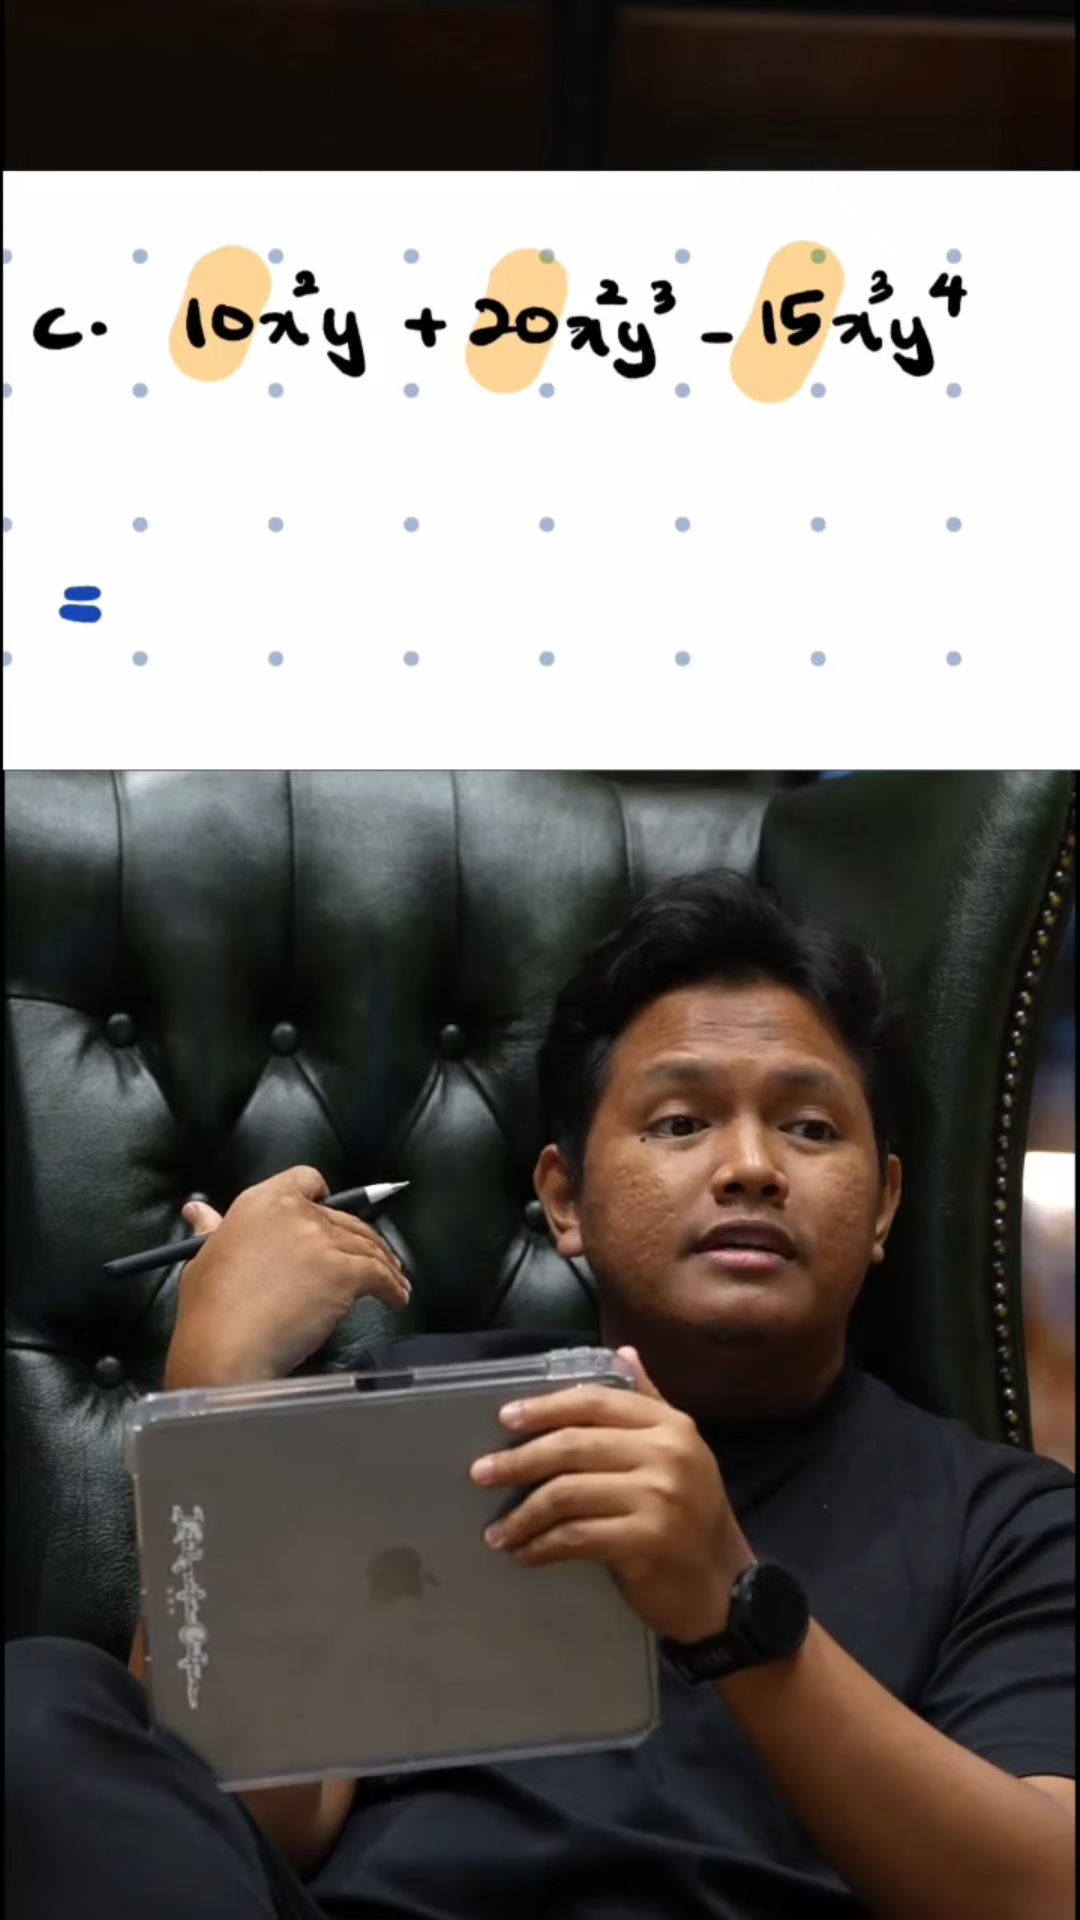 c. 10x²y + 20x²y³ - 15x³y⁴
=